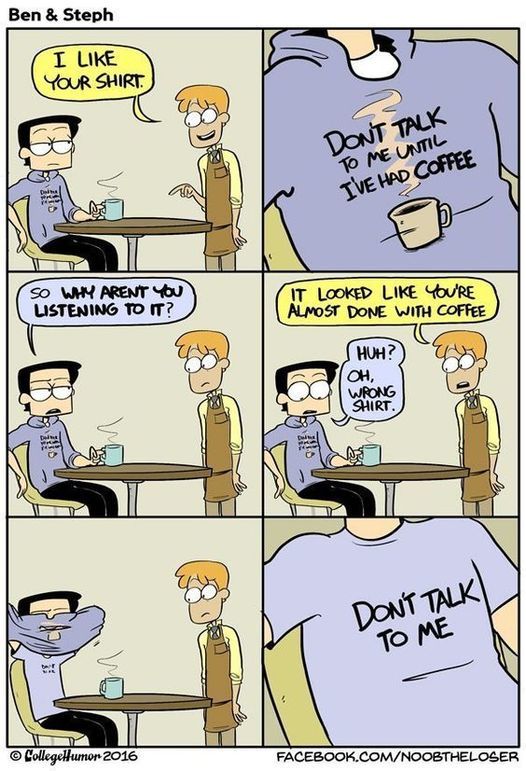 Ben & Steph
I LIKE
YOUR SHIRT.
DON'T TALK
TO ME UNTIL
I'VE HAD COFFEE
SO WHY ARENT YOU
LISTENING TO IT?
IT LOOKED LIKE YOU'RE
ALMOST DONE WITH COFFEE
HUH?
OH,
WRONG
SHIRT.
DON'T TALK
TO ME
© CollegeHumor 2016
FACEBOOK.COM/NOOBTHELOSER